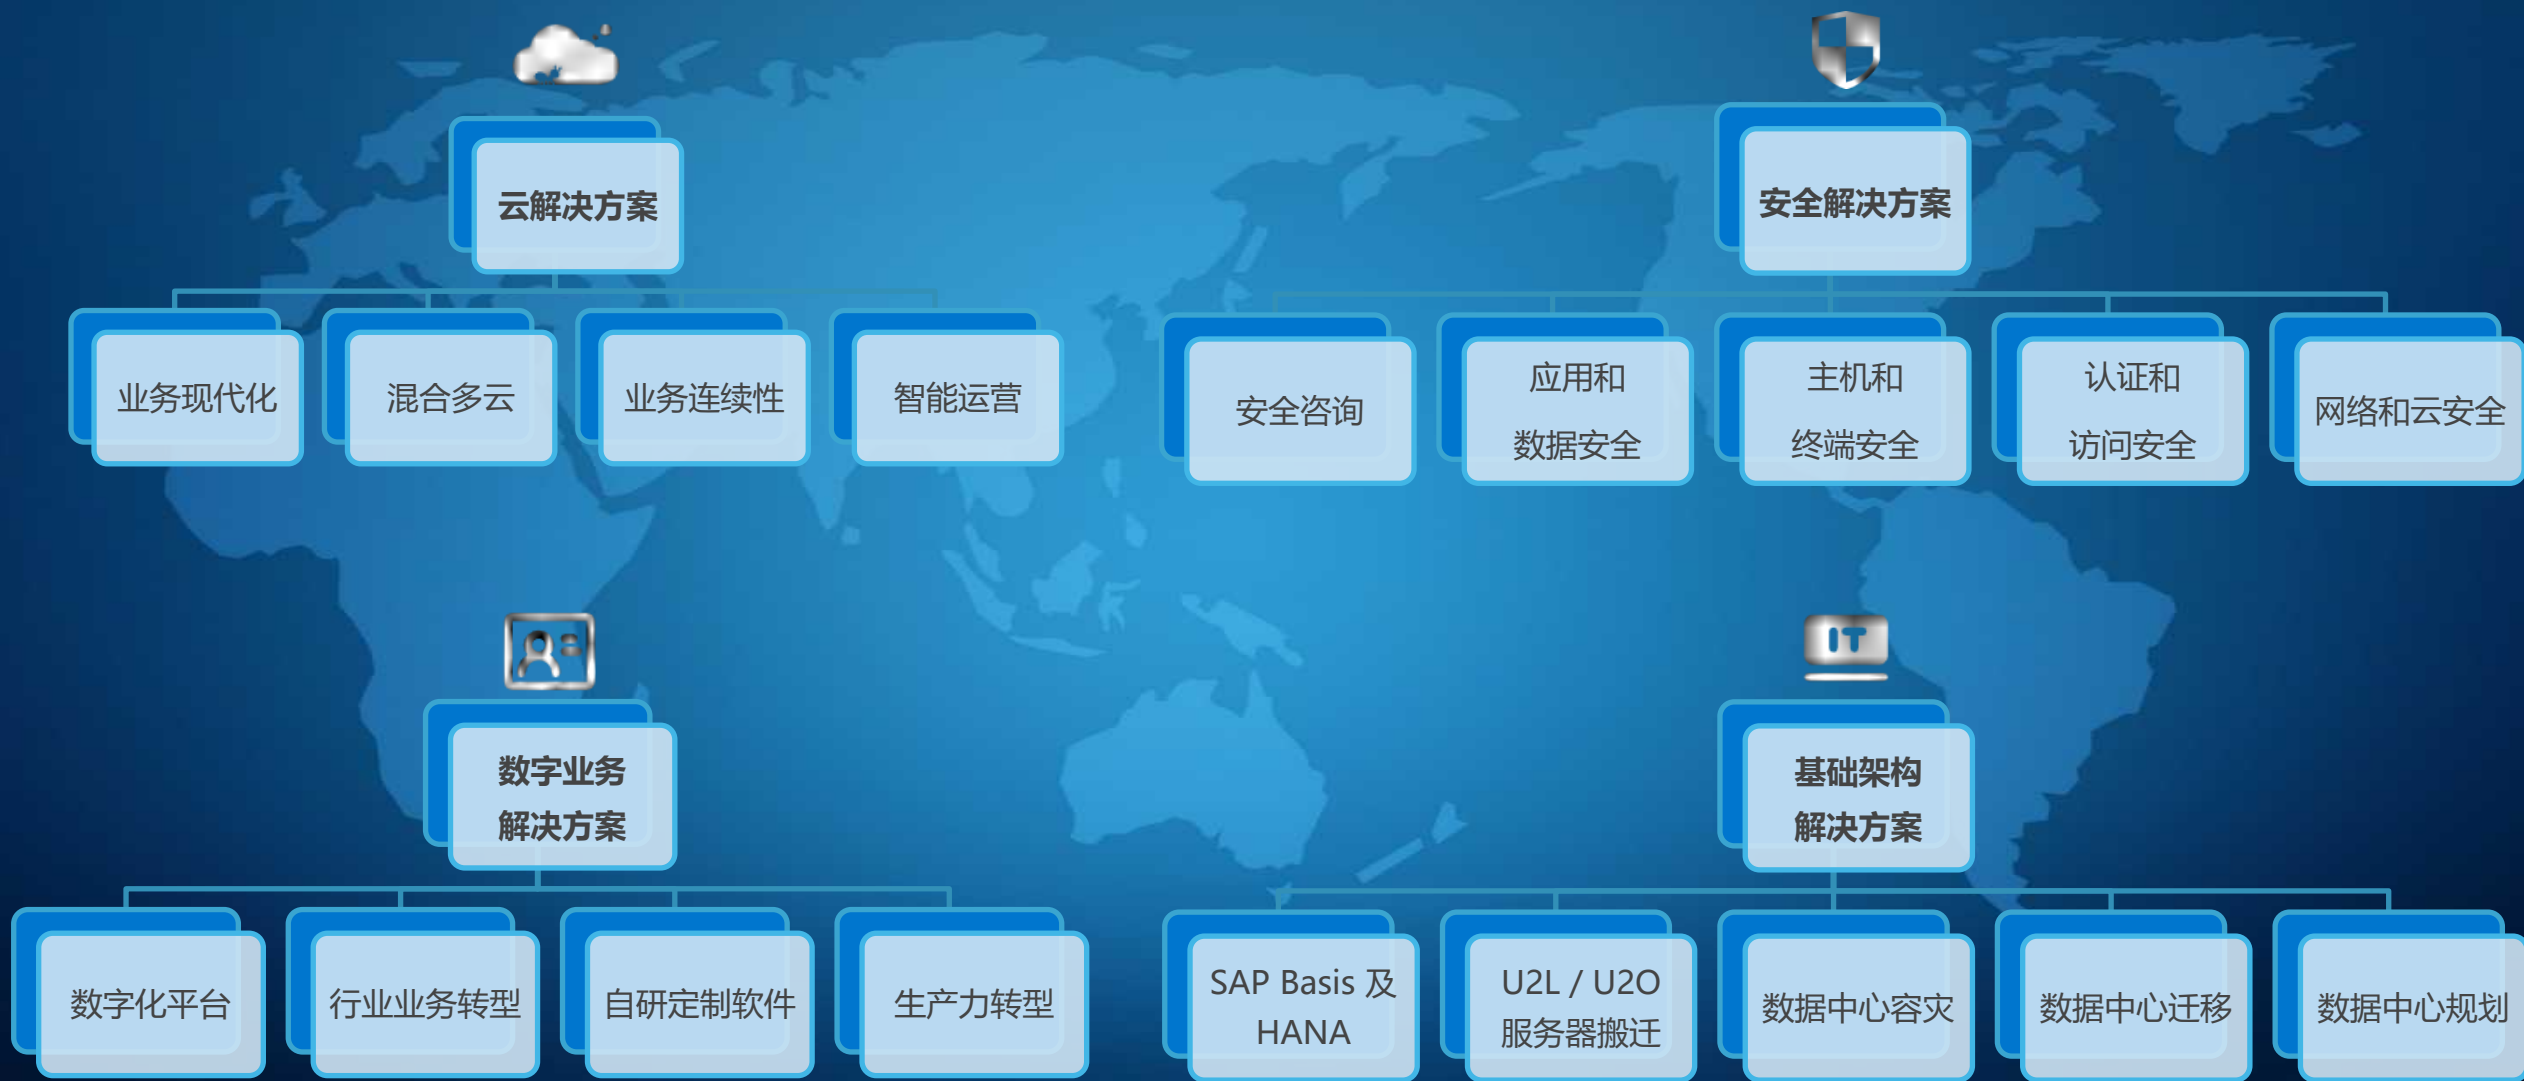 云解决方案
业务现代化
混合多云
业务连续性
智能运营
安全解决方案
安全咨询
应用和
数据安全
主机和
终端安全
认证和
访问安全
网络和云安全
数字业务
解决方案
数字化平台
行业业务转型
自研定制软件
生产力转型
IT
基础架构
解决方案
SAP Basis 及
HANA
U2L / U2O
服务器搬迁
数据中心容灾
数据中心迁移
数据中心规划